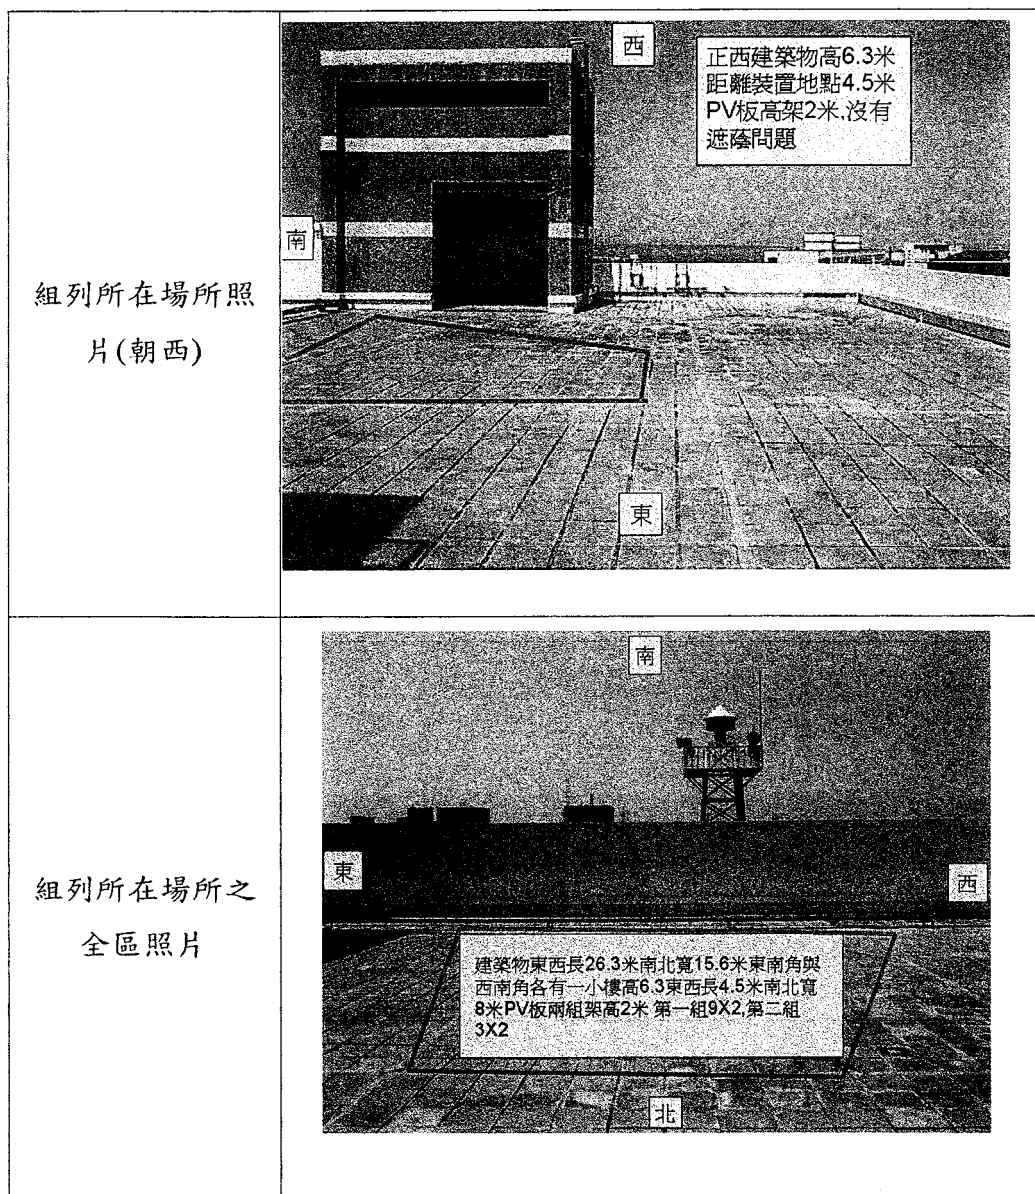 組列所在場所照
片(朝西)
西
正西建築物高6.3米
距離裝置地點4.5米
PV板高架2米,沒有
遮蔭問題
南
東
組列所在場所之
全區照片
南
東
西
建築物東西長26.3米南北寬15.6米東南角與
西南角各有一小樓高6.3東西長4.5米南北寬
8米PV板兩組架高2米 第一組9X2,第二組
3X2
北